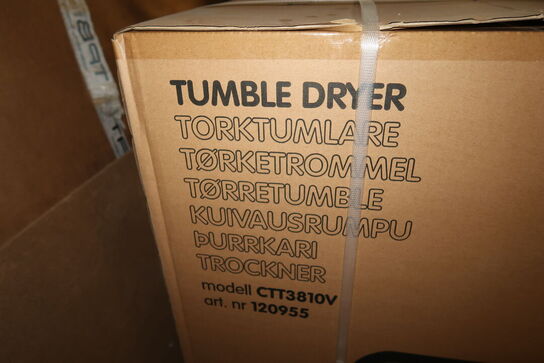 TUMBLE DRYER
TORKTUMLARE
TØRKETROMMEL
TØRRETUMBLE
KUIVAUSRUMPU
ÞURRKARI
TROCKNER
modell CTT3810V
art. nr 120955